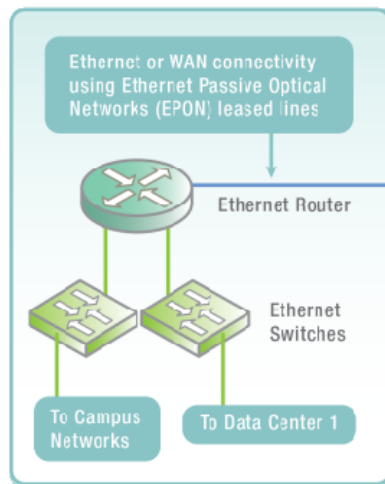 Ethernet or WAN connectivity
using Ethernet Passive Optical
Networks (EPON) leased lines
Ethernet Router
Ethernet
Switches
To Campus
Networks
To Data Center 1